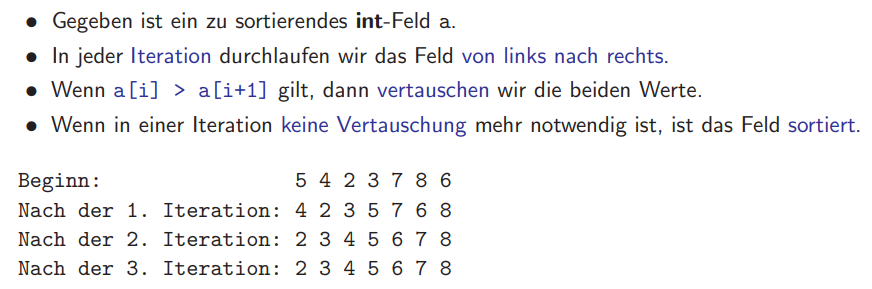 • Gegeben ist ein zu sortierendes int-Feld a.
• In jeder Iteration durchlaufen wir das Feld von links nach rechts.
• Wenn a[i] > a[i+1] gilt, dann vertauschen wir die beiden Werte.
• Wenn in einer Iteration keine Vertauschung mehr notwendig ist, ist das Feld sortiert.
Beginn: 5 4 2 3 7 8 6
Nach der 1. Iteration: 4 2 3 5 7 6 8
Nach der 2. Iteration: 2 3 4 5 6 7 8
Nach der 3. Iteration: 2 3 4 5 6 7 8